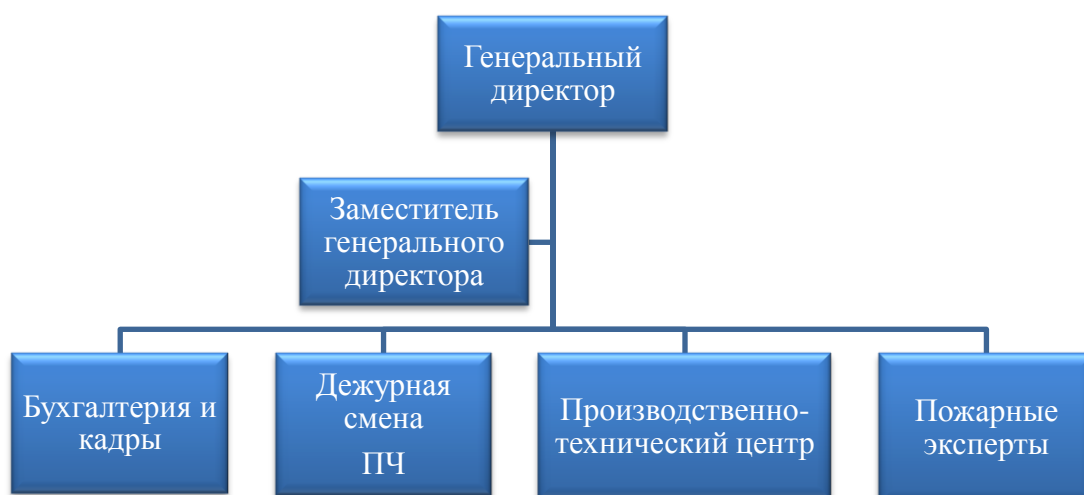 Генеральный
директор
Заместитель
генерального
директора
Бухгалтерия и
кадры
Дежурная
смена
ПЧ
Производственно-
технический центр
Пожарные
эксперты